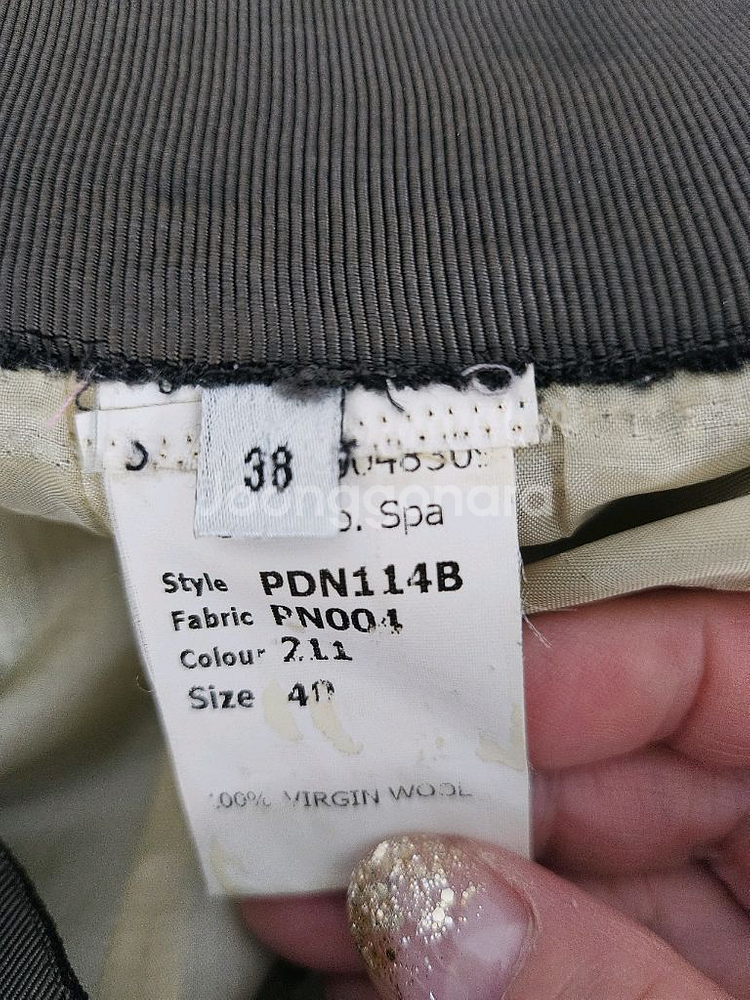 38
. Spa
Style PDN114B
Fabric PN004
Colour 211
Size 40
100% VIRGIN WOOL